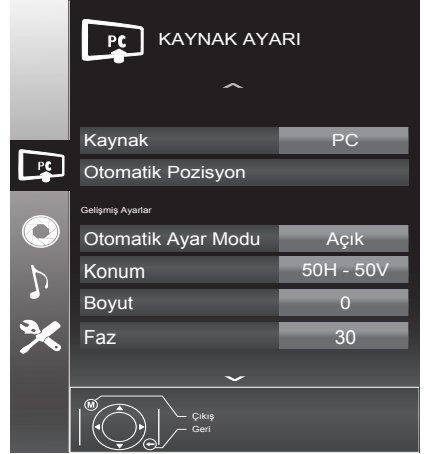 PC KAYNAK AYARI
Kaynak PC
PC
Otomatik Pozisyon
Gelişmiş Ayarlar
Otomatik Ayar Modu Açık
Konum 50H - 50V
Boyut 0
Faz 30
M
Çıkış
Geri